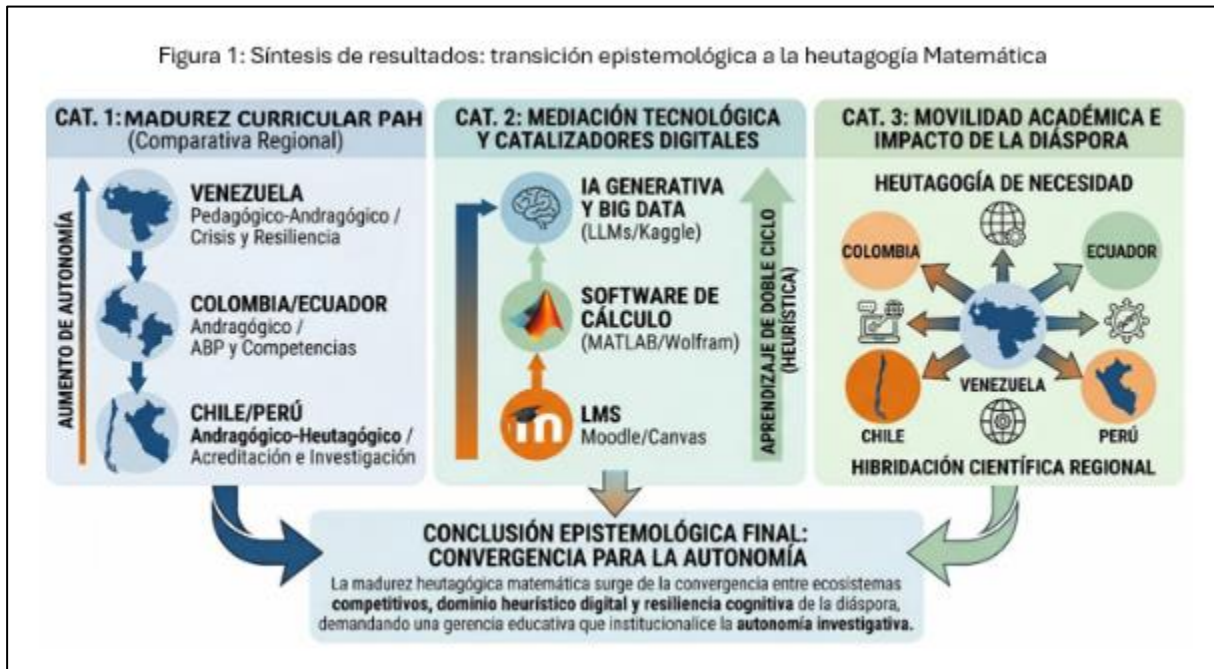 Figura 1: Síntesis de resultados: transición epistemológica a la heutagogía Matemática
CAT. 1: MADUREZ CURRICULAR PAH
(Comparativa Regional)
AUMENTO DE AUTONOMÍA
VENEZUELA
Pedagógico-Andragógico /
Crisis y Resiliencia
COLOMBIA/ECUADOR
Andragógico /
ABP y Competencias
CHILE/PERÚ
Andragógico-Heutagógico /
Acreditación e Investigación
CAT. 2: MEDIACIÓN TECNOLÓGICA
Y CATALIZADORES DIGITALES
IA GENERATIVA
Y BIG DATA
(LLMs/Kaggle)
SOFTWARE DE
CÁLCULO
(MATLAB/Wolfram)
LMS
Moodle/Canvas
APRENDIZAJE DE DOBLE CICLO
(HEURÍSTICA)
CAT. 3: MOVILIDAD ACADÉMICA E
IMPACTO DE LA DIÁSPORA
HEUTAGOGÍA DE NECESIDAD
COLOMBIA
ECUADOR
VENEZUELA
CHILE
PERÚ
HIBRIDACIÓN CIENTÍFICA REGIONAL
CONCLUSIÓN EPISTEMOLÓGICA FINAL:
CONVERGENCIA PARA LA AUTONOMÍA
La madurez heutagógica matemática surge de la convergencia entre ecosistemas
competitivos, dominio heurístico digital y resiliencia cognitiva de la diáspora,
demandando una gerencia educativa que institucionalice la autonomía investigativa.